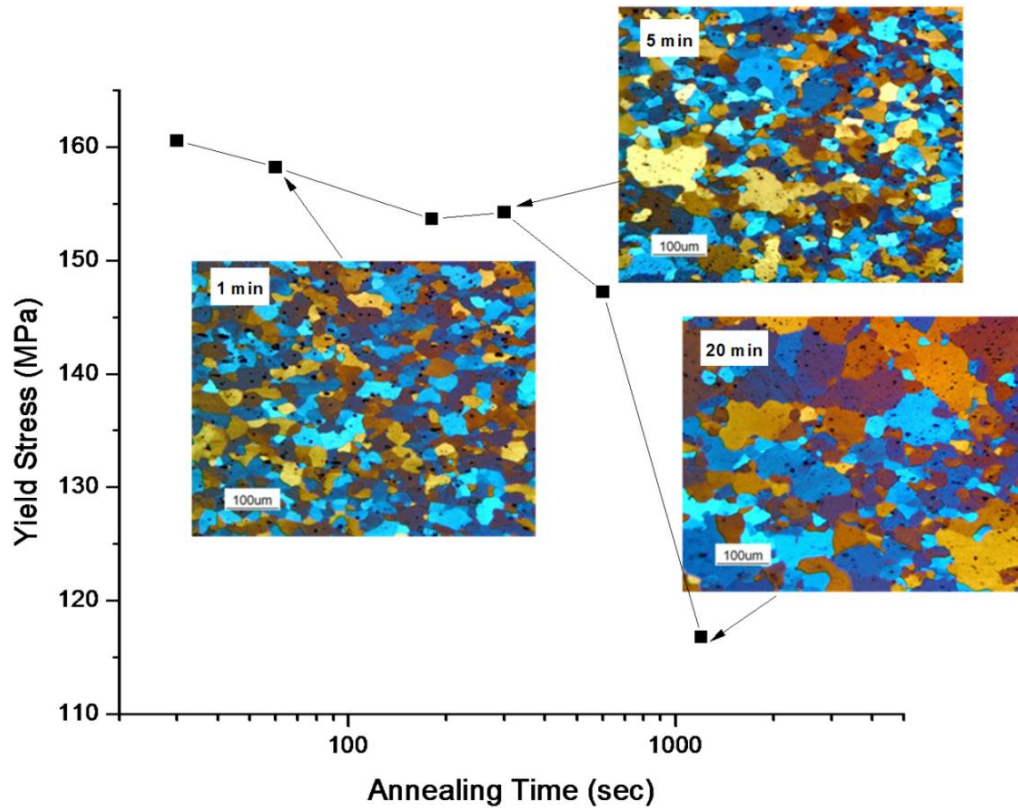 5 min
160
100um
150
1 min
20 min
140
Yield Stress (MPa)
130
100um
100um
120
110
100
1000
Annealing Time (sec)